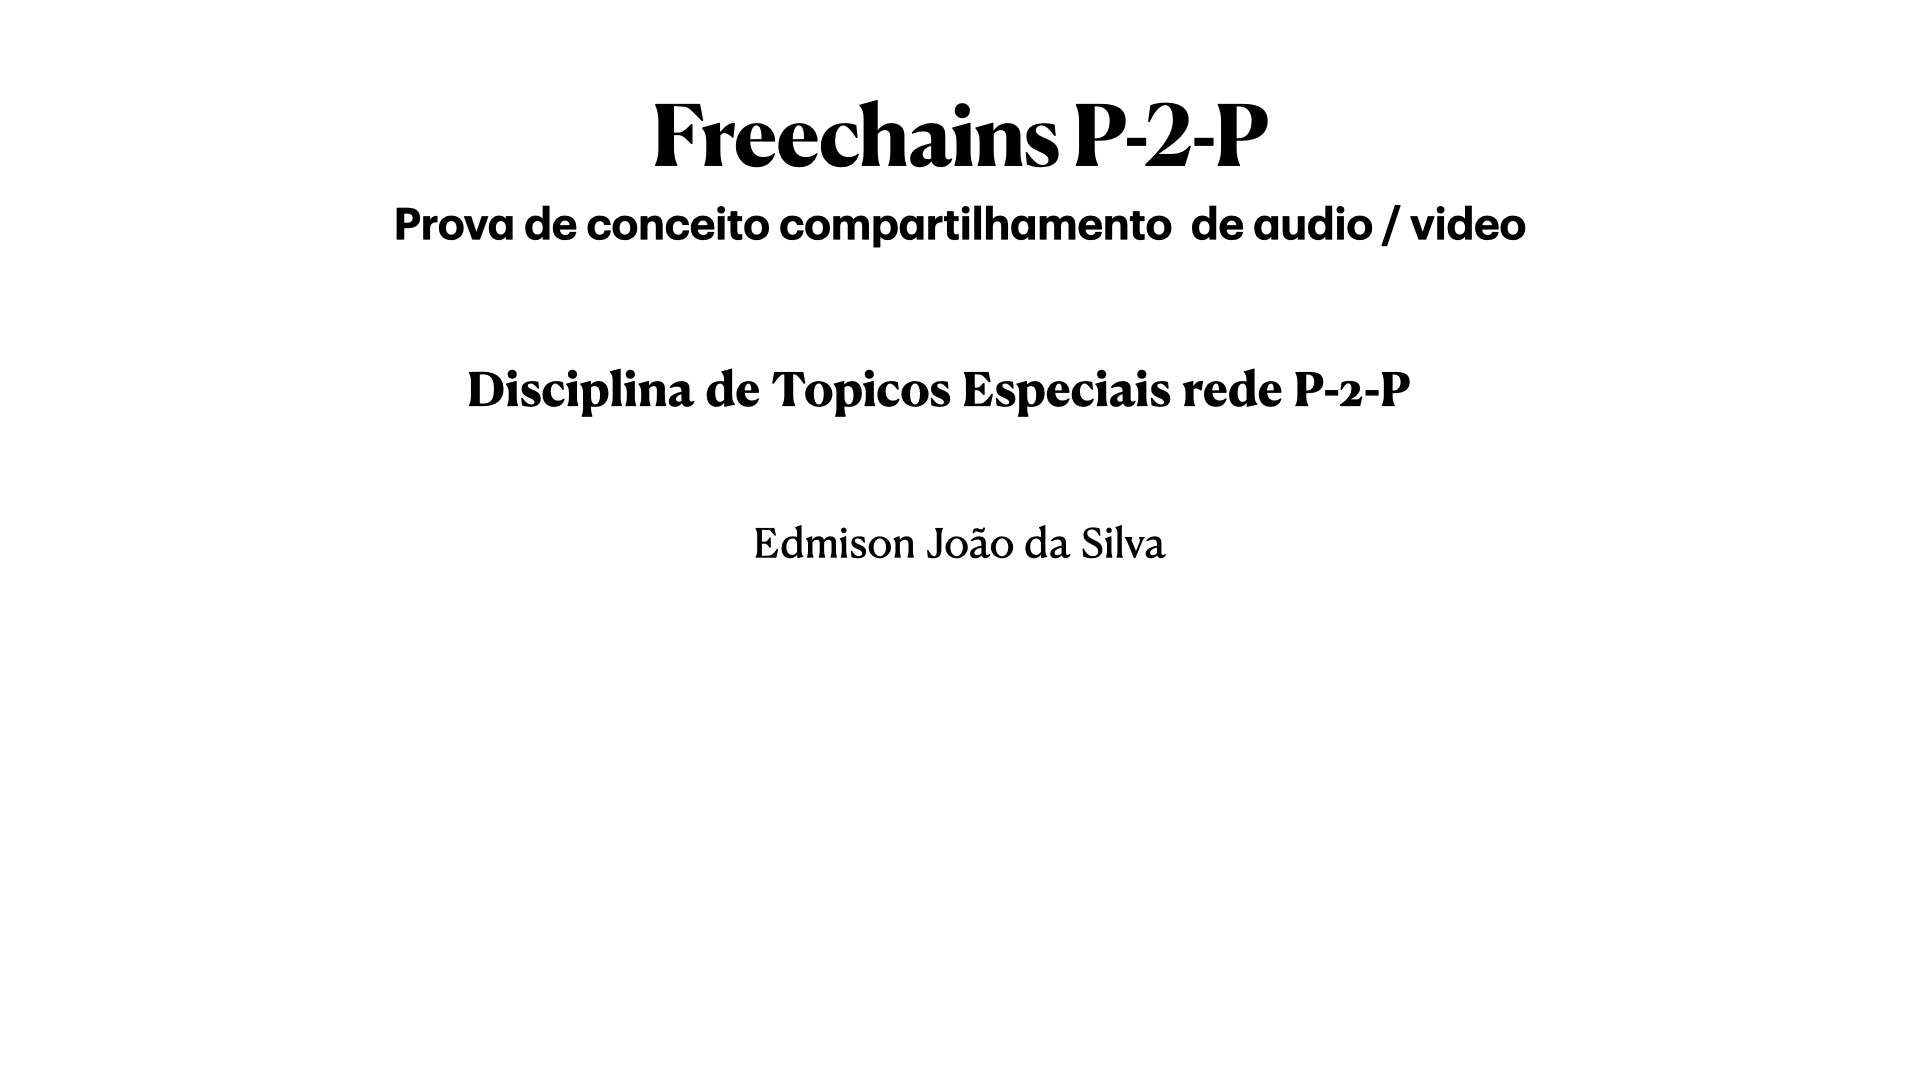 Freechains P-2-P
Prova de conceito compartilhamento  de audio / video
Disciplina de Topicos Especiais rede P-2-P
Edmison João da Silva